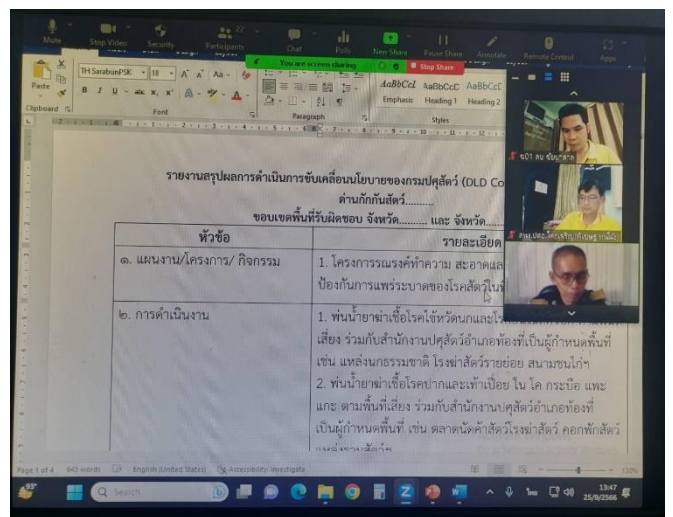 Mute Stop Video Security Participants 27 Chat Polls New Share Pause Share Annotate Remote Control Apps
You are screen sharing Stop Share
Paste
TH SarabunPSK 18
AaBbCcI AaBbCcC AaBbCcC
Emphasis Heading 1 Heading 2
Clipboard Font Paragraph Styles
รายงานสรุปผลการดำเนินการขับเคลื่อนนโยบายของกรมปศุสัตว์ (DLD Co
ด่านกักกันสัตว์..........
ขอบเขตพื้นที่รับผิดชอบ จังหวัด.......... และ จังหวัด.....
หัวข้อ รายละเอียด
๑. แผนงาน/โครงการ/ กิจกรรม
1. โครงการรณรงค์ทำความ สะอาดและ
ป้องกันการแพร่ระบาดของโรคสัตว์ในพื้
๒. การดำเนินงาน
1. พ่นน้ำยาฆ่าเชื้อโรคไข้หวัดนกและโร
เสี่ยง ร่วมกับสำนักงานปศุสัตว์อำเภอท้องที่เป็นผู้กำหนดพื้นที่
เช่น แหล่งนกธรรมชาติ โรงฆ่าสัตว์รายย่อย สนามชนไก่ฯ
2. พ่นน้ำยาฆ่าเชื้อโรคปากและเท้าเปื่อย ใน โค กระบือ แพะ
แกะ ตามพื้นที่เสี่ยง ร่วมกับสำนักงานปศุสัตว์อำเภอท้องที่
เป็นผู้กำหนดพื้นที่ เช่น ตลาดนัดค้าสัตว์โรงฆ่าสัตว์ คอกพักสัตว์
Page 1 of 4 643 words English (United States) Accessibility: Investigate 120%
93°
Search
13:47
25/9/2566